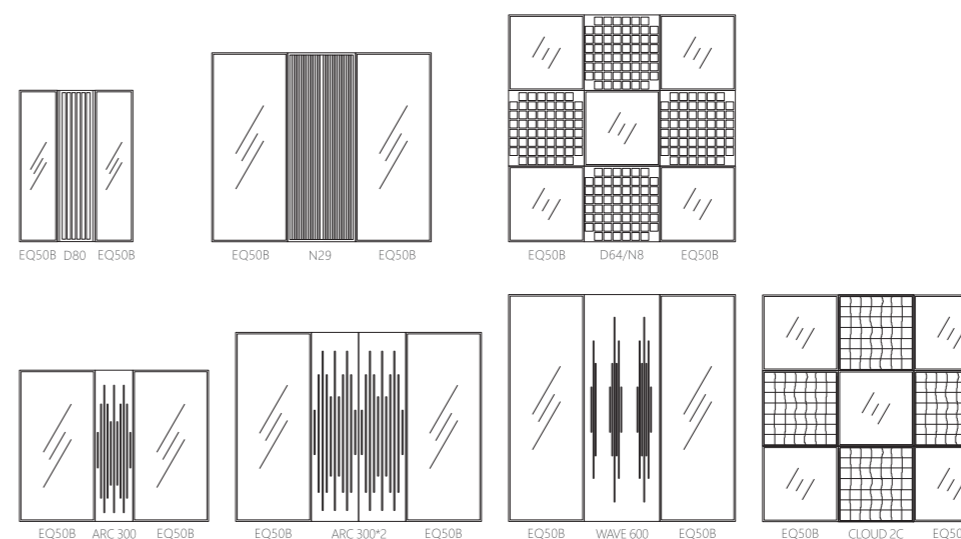 EQ50B D80 EQ50B
EQ50B N29 EQ50B
EQ50B D64/N8 EQ50B
EQ50B ARC 300 EQ50B
EQ50B ARC 300*2 EQ50B
EQ50B WAVE 600 EQ50B
EQ50B CLOUD 2C EQ50